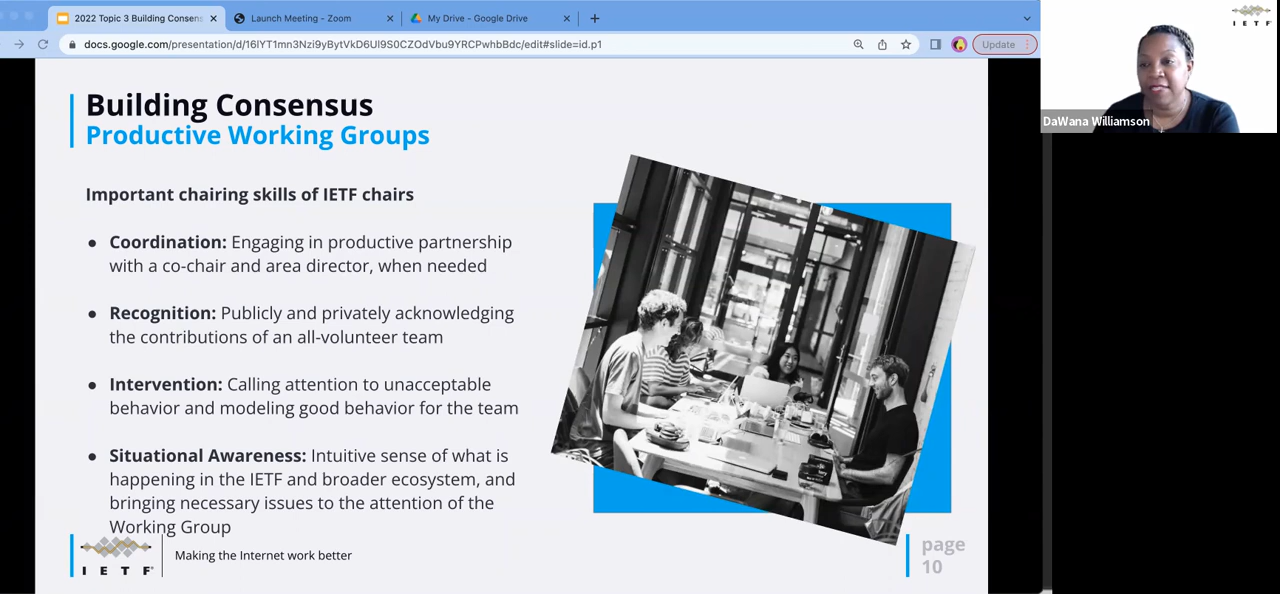 2022 Topic 3 Building Consens
Launch Meeting - Zoom
My Drive - Google Drive
docs.google.com/presentation/d/16lYT1mn3Nzi9yBytVkD6Ul9S0CZOdVbu9YRCPwhbBdc/edit#slide=id.p1
Update
IETF
DaWana Williamson
Building Consensus
Productive Working Groups
Important chairing skills of IETF chairs
● Coordination: Engaging in productive partnership
with a co-chair and area director, when needed
● Recognition: Publicly and privately acknowledging
the contributions of an all-volunteer team
● Intervention: Calling attention to unacceptable
behavior and modeling good behavior for the team
● Situational Awareness: Intuitive sense of what is
happening in the IETF and broader ecosystem, and
bringing necessary issues to the attention of the
Working Group
I E T F®
Making the Internet work better
page
10